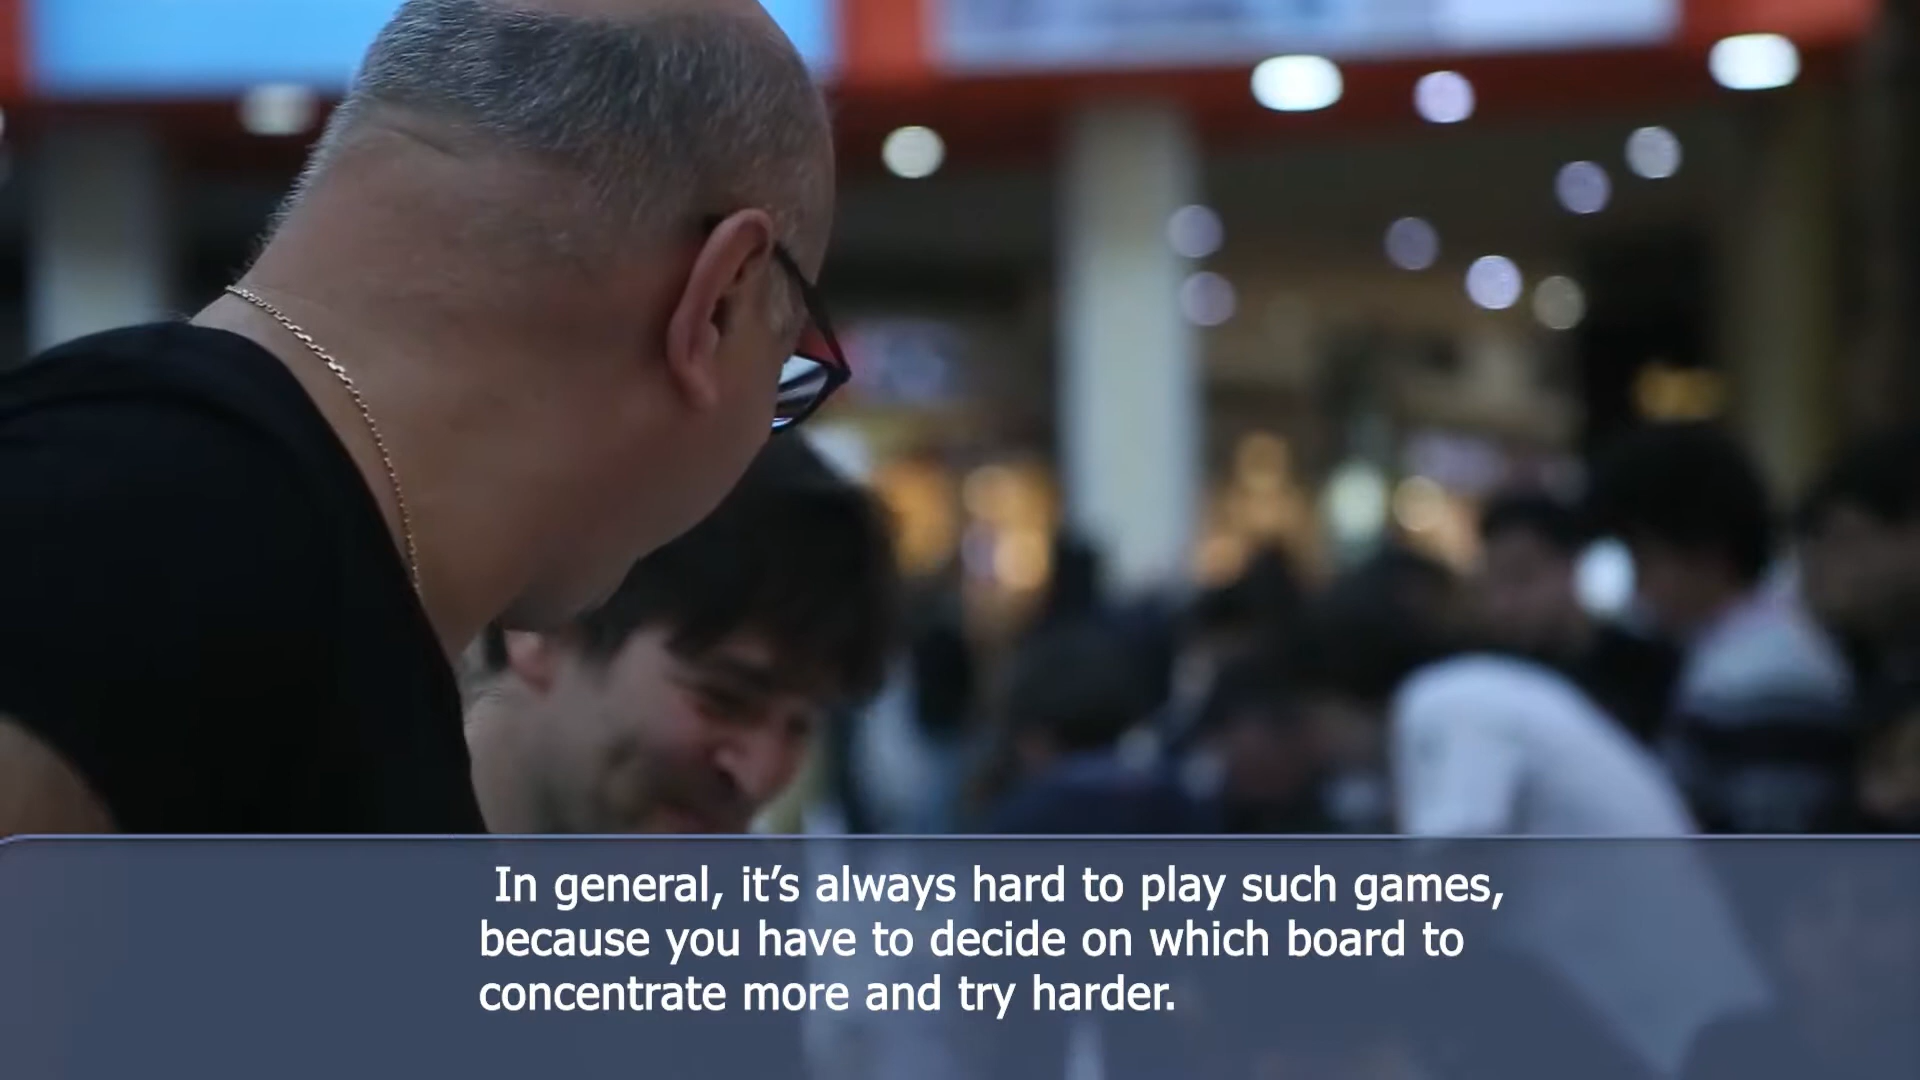 In general, it's always hard to play such games,
because you have to decide on which board to
concentrate more and try harder.